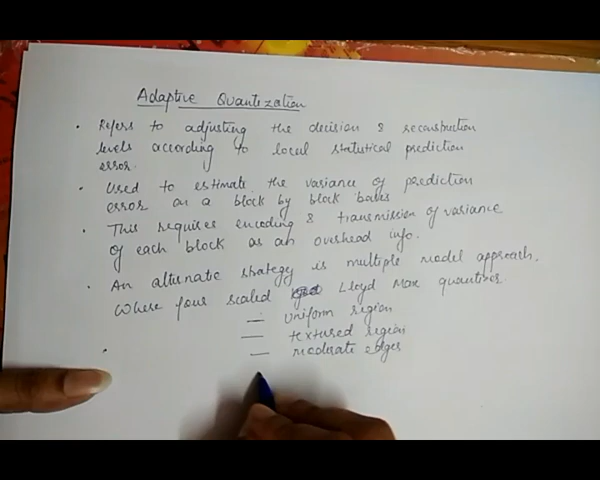 Adaptive Quantization
• Refers to adjusting the decision & reconstruction
levels according to local statistical prediction
error.
• Used to estimate the variance of prediction
error on a block by block bases
• This requires encoding & transmission of variance
of each block as an overhead info.
• An alternate strategy is multiple model approach.
Where four scaled Lloyd Max quantizers.
— uniform region
— textured region
— moderate edges